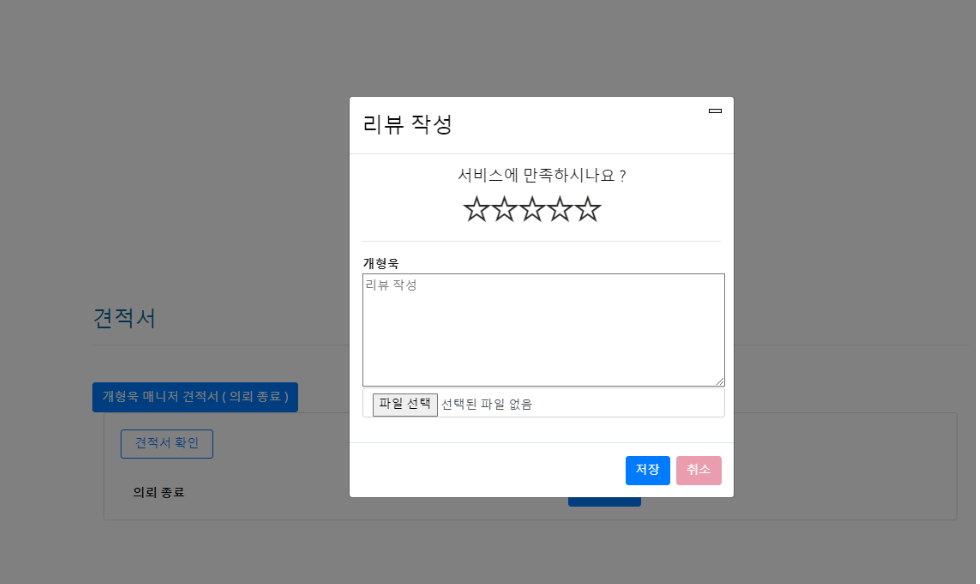 리뷰 작성
서비스에 만족하시나요 ?
개형욱
리뷰 작성
파일 선택 선택된 파일 없음
저장 취소
견적서
개형욱 매니저 견적서 ( 의뢰 종료 )
견적서 확인
의뢰 종료